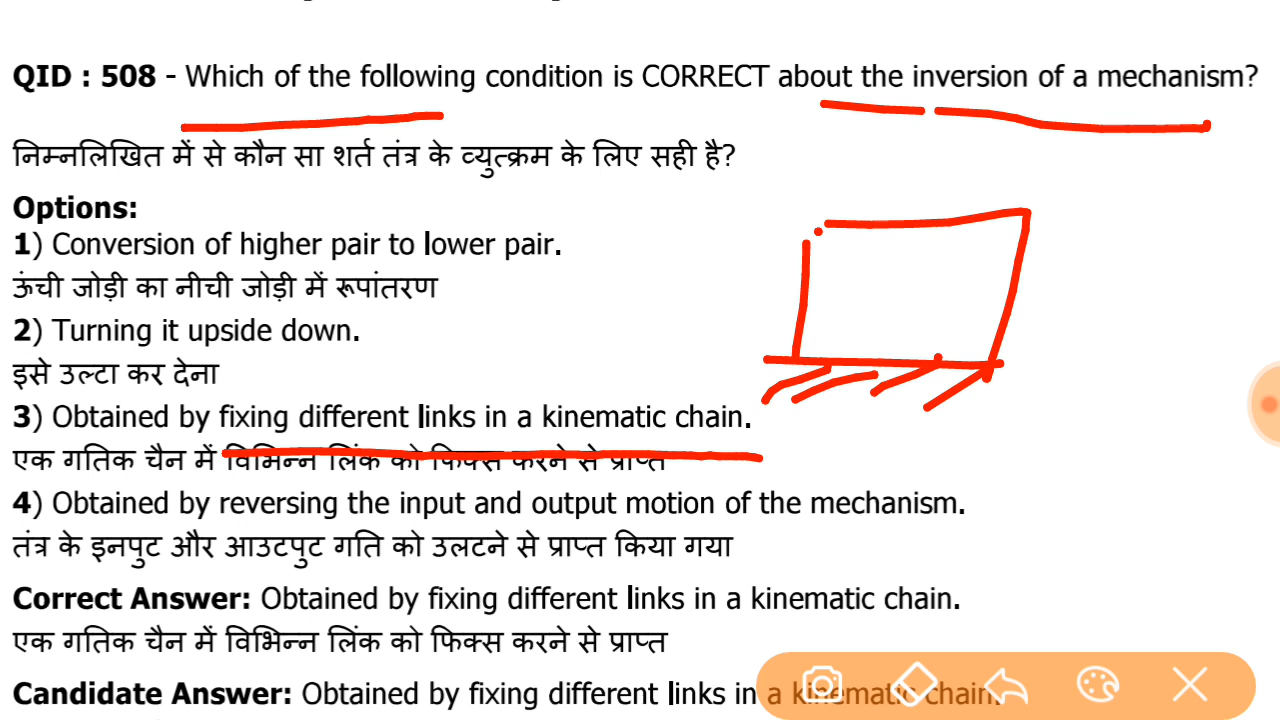 QID : 508 - Which of the following condition is CORRECT about the inversion of a mechanism?
निम्नलिखित में से कौन सा शर्त तंत्र के व्युत्क्रम के लिए सही है?
Options:
1) Conversion of higher pair to lower pair.
ऊंची जोड़ी का नीची जोड़ी में रूपांतरण
2) Turning it upside down.
इसे उल्टा कर देना
3) Obtained by fixing different links in a kinematic chain.
एक गतिक चैन में विभिन्न लिंक को फिक्स करने से प्राप्त
4) Obtained by reversing the input and output motion of the mechanism.
तंत्र के इनपुट और आउटपुट गति को उलटने से प्राप्त किया गया
Correct Answer: Obtained by fixing different links in a kinematic chain.
एक गतिक चैन में विभिन्न लिंक को फिक्स करने से प्राप्त
Candidate Answer: Obtained by fixing different links in a kinematic chain.